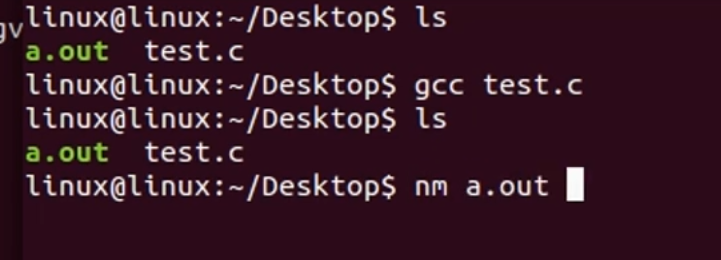 gv
linux@linux:~/Desktop$ ls
a.out  test.c
linux@linux:~/Desktop$ gcc test.c
linux@linux:~/Desktop$ ls
a.out  test.c
linux@linux:~/Desktop$ nm a.out